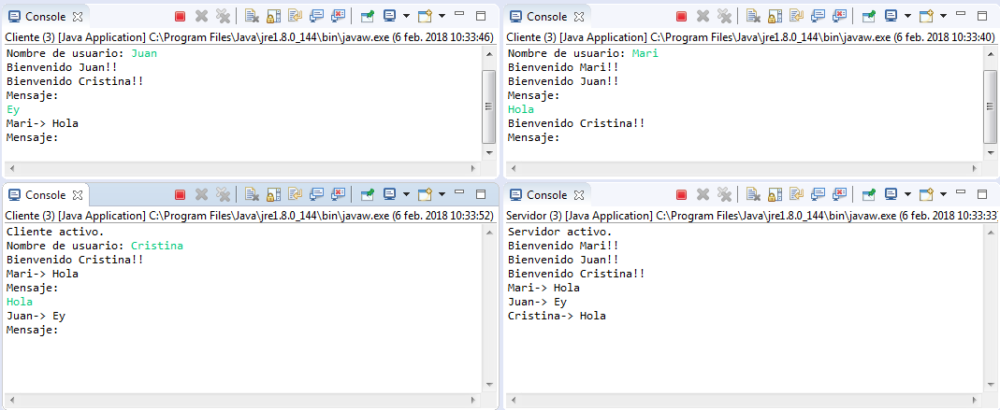 Console
Cliente (3) [Java Application] C:\Program Files\Java\jre1.8.0_144\bin\javaw.exe (6 feb. 2018 10:33:46)
Nombre de usuario: Juan
Bienvenido Juan!!
Bienvenido Cristina!!
Mensaje:
Ey
Mari-> Hola
Mensaje:
Console
Cliente (3) [Java Application] C:\Program Files\Java\jre1.8.0_144\bin\javaw.exe (6 feb. 2018 10:33:40)
Nombre de usuario: Mari
Bienvenido Mari!!
Bienvenido Juan!!
Mensaje:
Hola
Bienvenido Cristina!!
Mensaje:
Console
Cliente (3) [Java Application] C:\Program Files\Java\jre1.8.0_144\bin\javaw.exe (6 feb. 2018 10:33:52)
Cliente activo.
Nombre de usuario: Cristina
Bienvenido Cristina!!
Mari-> Hola
Mensaje:
Hola
Juan-> Ey
Mensaje:
Console
Servidor (3) [Java Application] C:\Program Files\Java\jre1.8.0_144\bin\javaw.exe (6 feb. 2018 10:33:33)
Servidor activo.
Bienvenido Mari!!
Bienvenido Juan!!
Bienvenido Cristina!!
Mari-> Hola
Juan-> Ey
Cristina-> Hola